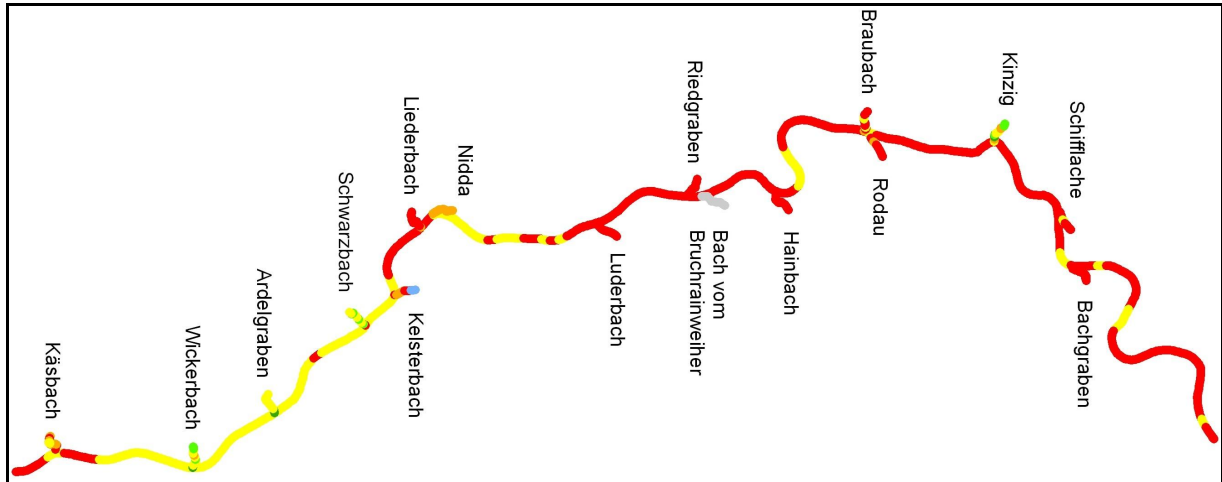 Käsbach
Wickerbach
Ardelgraben
Schwarzbach
Kelsterbach
Liederbach
Nidda
Luderbach
Riedgraben
Bach vom
Bruchrainweiher
Hainbach
Braubach
Rodau
Kinzig
Schifflache
Bachgraben